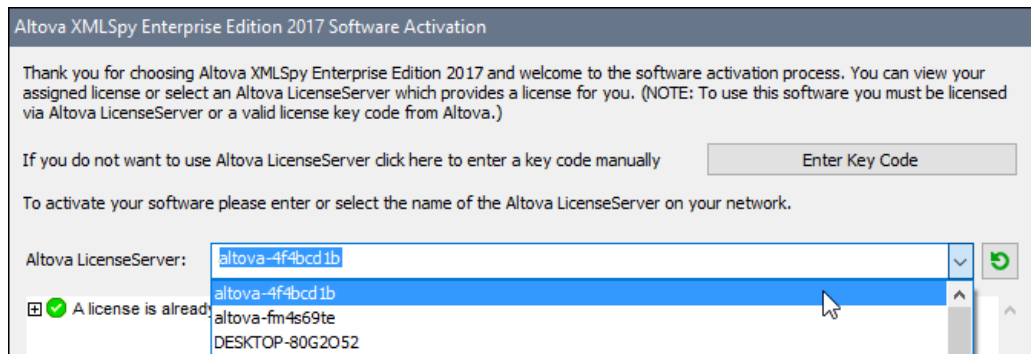 Altova XMLSpy Enterprise Edition 2017 Software Activation
Thank you for choosing Altova XMLSpy Enterprise Edition 2017 and welcome to the software activation process. You can view your
assigned license or select an Altova LicenseServer which provides a license for you. (NOTE: To use this software you must be licensed
via Altova LicenseServer or a valid license key code from Altova.)
If you do not want to use Altova LicenseServer click here to enter a key code manually
Enter Key Code
To activate your software please enter or select the name of the Altova LicenseServer on your network.
Altova LicenseServer:
altova-4f4bcd1b
altova-4f4bcd1b
A license is
altova-fm4s69te
DESKTOP-80G2O52